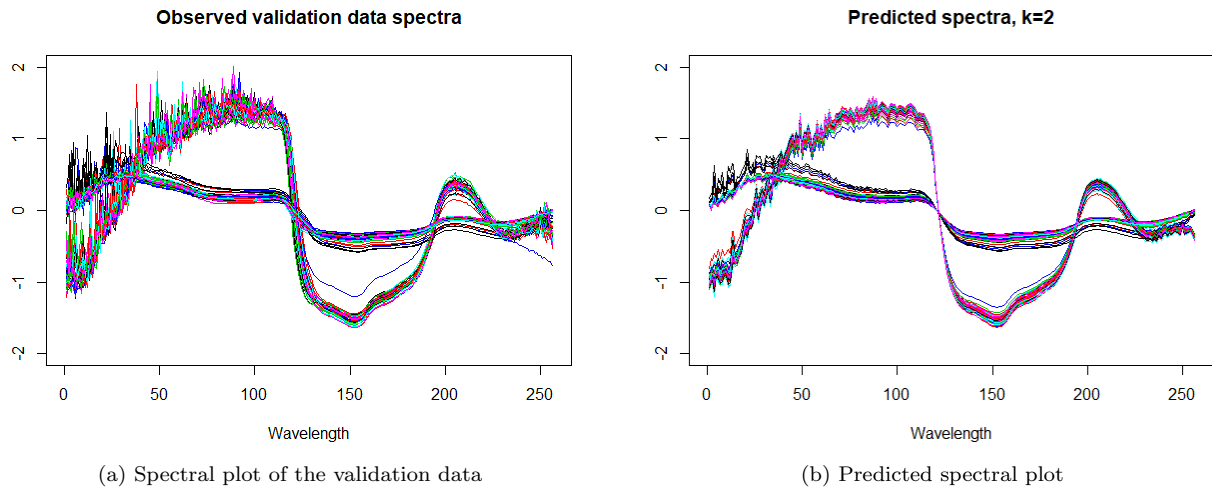 Observed validation data spectra
2
1
0
-1
-2
0 50 100 150 200 250
Wavelength
(a) Spectral plot of the validation data
Predicted spectra, k=2
2
1
0
-1
-2
0 50 100 150 200 250
Wavelength
(b) Predicted spectral plot